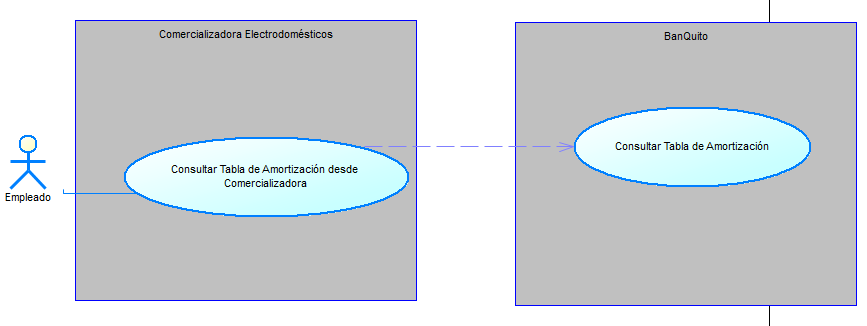 Comercializadora Electrodomésticos
BanQuito
Consultar Tabla de Amortización desde
Comercializadora
Consultar Tabla de Amortización
Empleado